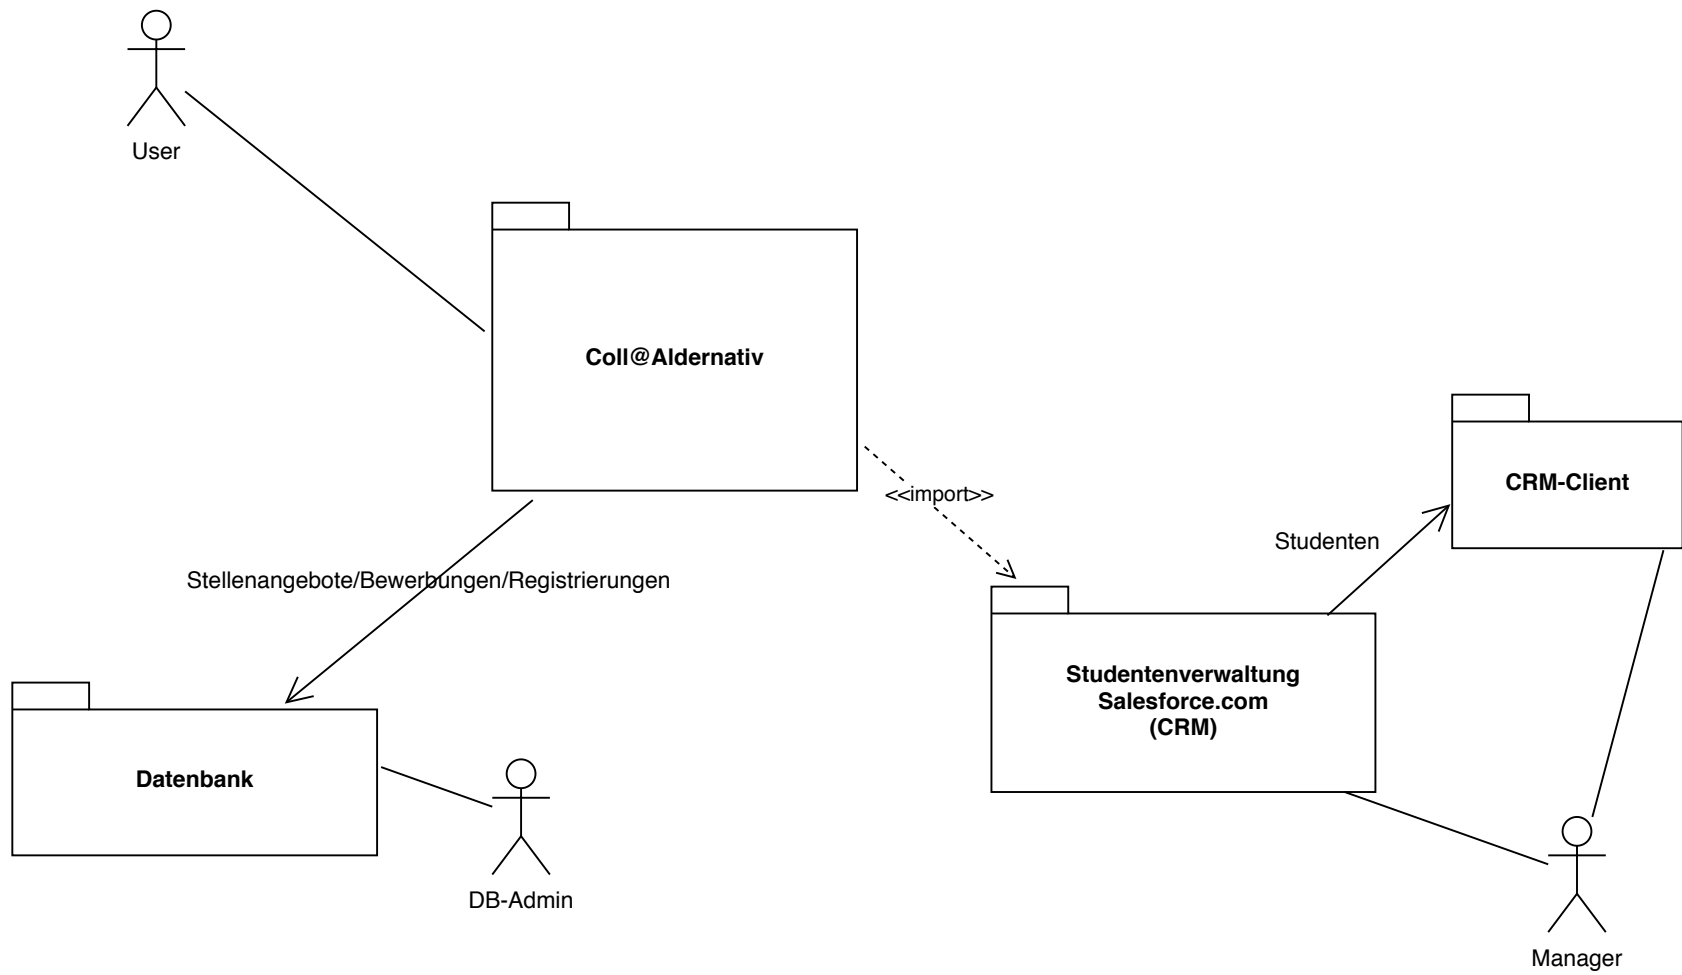 User
Coll@Aldernativ
CRM-Client
<<import>>
Studenten
Stellenangebote/Bewerbungen/Registrierungen
Studentenverwaltung
Salesforce.com
(CRM)
Datenbank
DB-Admin
Manager